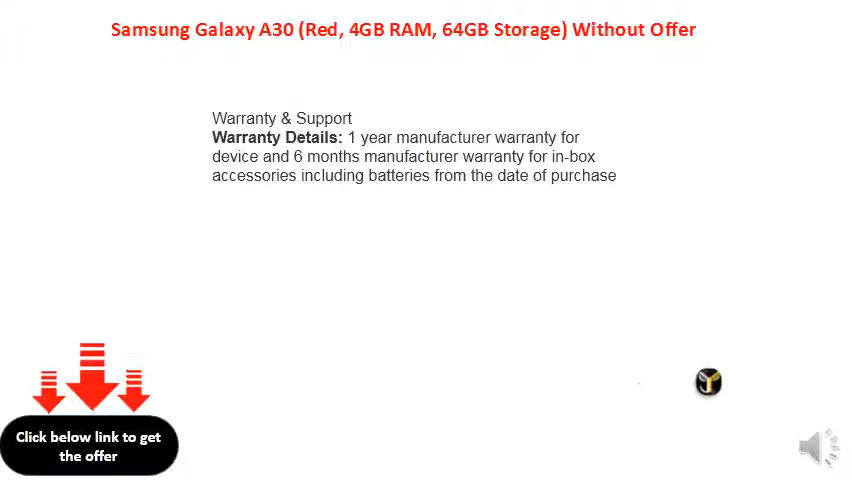 Samsung Galaxy A30 (Red, 4GB RAM, 64GB Storage) Without Offer
Warranty & Support
Warranty Details: 1 year manufacturer warranty for
device and 6 months manufacturer warranty for in-box
accessories including batteries from the date of purchase
Click below link to get
the offer